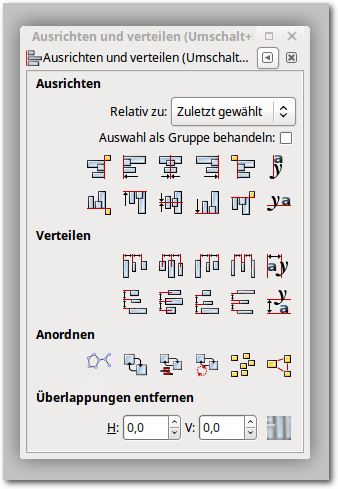 Ausrichten und verteilen (Umschalt+
Ausrichten und verteilen (Umschalt...
Ausrichten
Relativ zu: Zuletzt gewählt
Auswahl als Gruppe behandeln:
a y
y a
Verteilen
a y
y a
Anordnen
Überlappungen entfernen
H: 0,0 V: 0,0